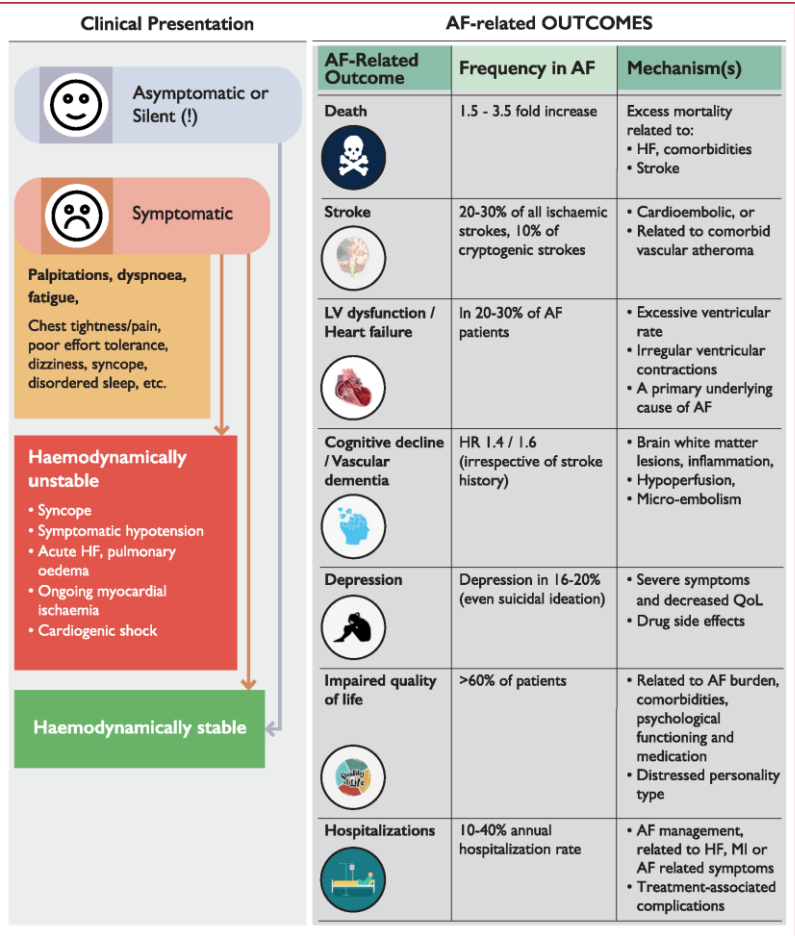 Clinical Presentation
Asymptomatic or
Silent (!)
Symptomatic
Palpitations, dyspnoea,
fatigue,
Chest tightness/pain,
poor effort tolerance,
dizziness, syncope,
disordered sleep, etc.
Haemodynamically
unstable
• Syncope
• Symptomatic hypotension
• Acute HF, pulmonary
oedema
• Ongoing myocardial
ischaemia
• Cardiogenic shock
Haemodynamically stable
AF-related OUTCOMES
AF-Related
Outcome
Frequency in AF
Mechanism(s)
Death
1.5 - 3.5 fold increase
Excess mortality
related to:
• HF, comorbidities
• Stroke
Stroke
20-30% of all ischaemic
strokes, 10% of
cryptogenic strokes
• Cardioembolic, or
• Related to comorbid
vascular atheroma
LV dysfunction /
Heart failure
In 20-30% of AF
patients
• Excessive ventricular
rate
• Irregular ventricular
contractions
• A primary underlying
cause of AF
Cognitive decline
/ Vascular
dementia
HR 1.4 / 1.6
(irrespective of stroke
history)
• Brain white matter
lesions, inflammation,
• Hypoperfusion,
• Micro-embolism
Depression
Depression in 16-20%
(even suicidal ideation)
• Severe symptoms
and decreased QoL
• Drug side effects
Impaired quality
of life
>60% of patients
• Related to AF burden,
comorbidities,
psychological
functioning and
medication
• Distressed personality
type
Quality
of Life
Hospitalizations
10-40% annual
hospitalization rate
• AF management,
related to HF, MI or
AF related symptoms
• Treatment-associated
complications